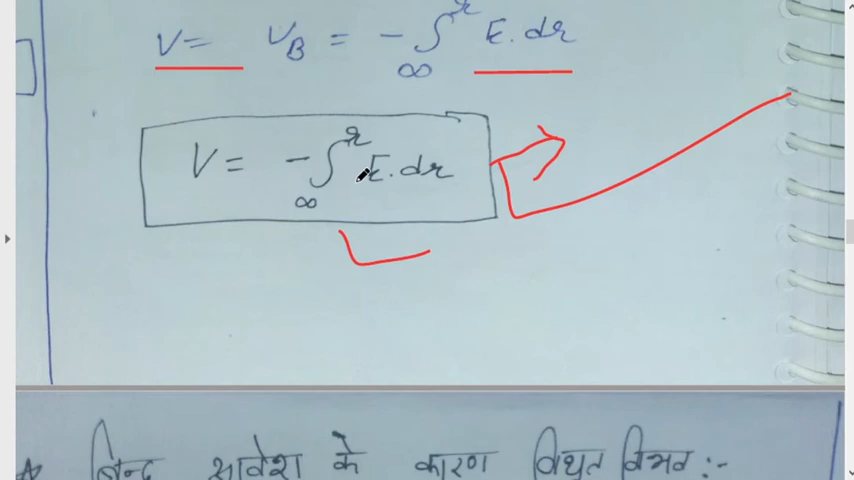 V = V_B = - ∫_∞^r E. dr
V = - ∫_∞^r E. dr
* बिन्दु आवेश के कारण विधुत विभव :-